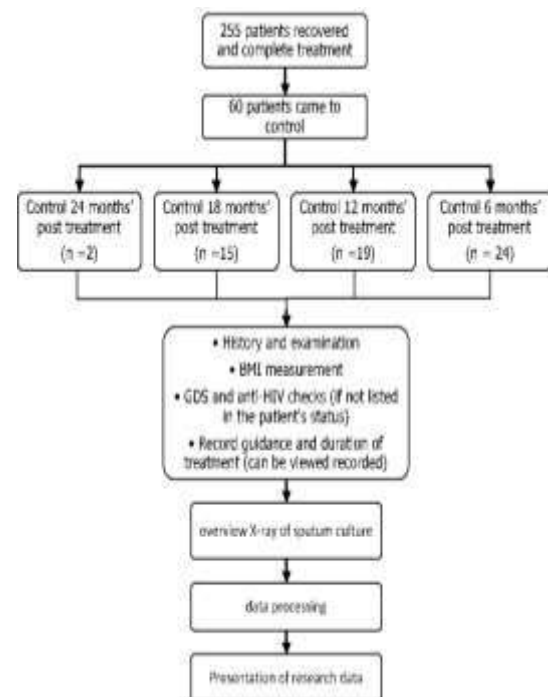 255 patients recovered
and complete treatment
60 patients came to
control
Control 24 months'
post treatment
(n =2)
Control 18 months'
post treatment
(n =15)
Control 12 months'
post treatment
(n =19)
Control 6 months'
post treatment
(n = 24)
• History and examination
• BMI measurement
• GDS and anti-HIV checks (if not
listed in the patient's status)
• Record guidance and duration of
treatment (can be viewed recorded)
overview X-ray of sputum culture
data processing
Presentation of research data